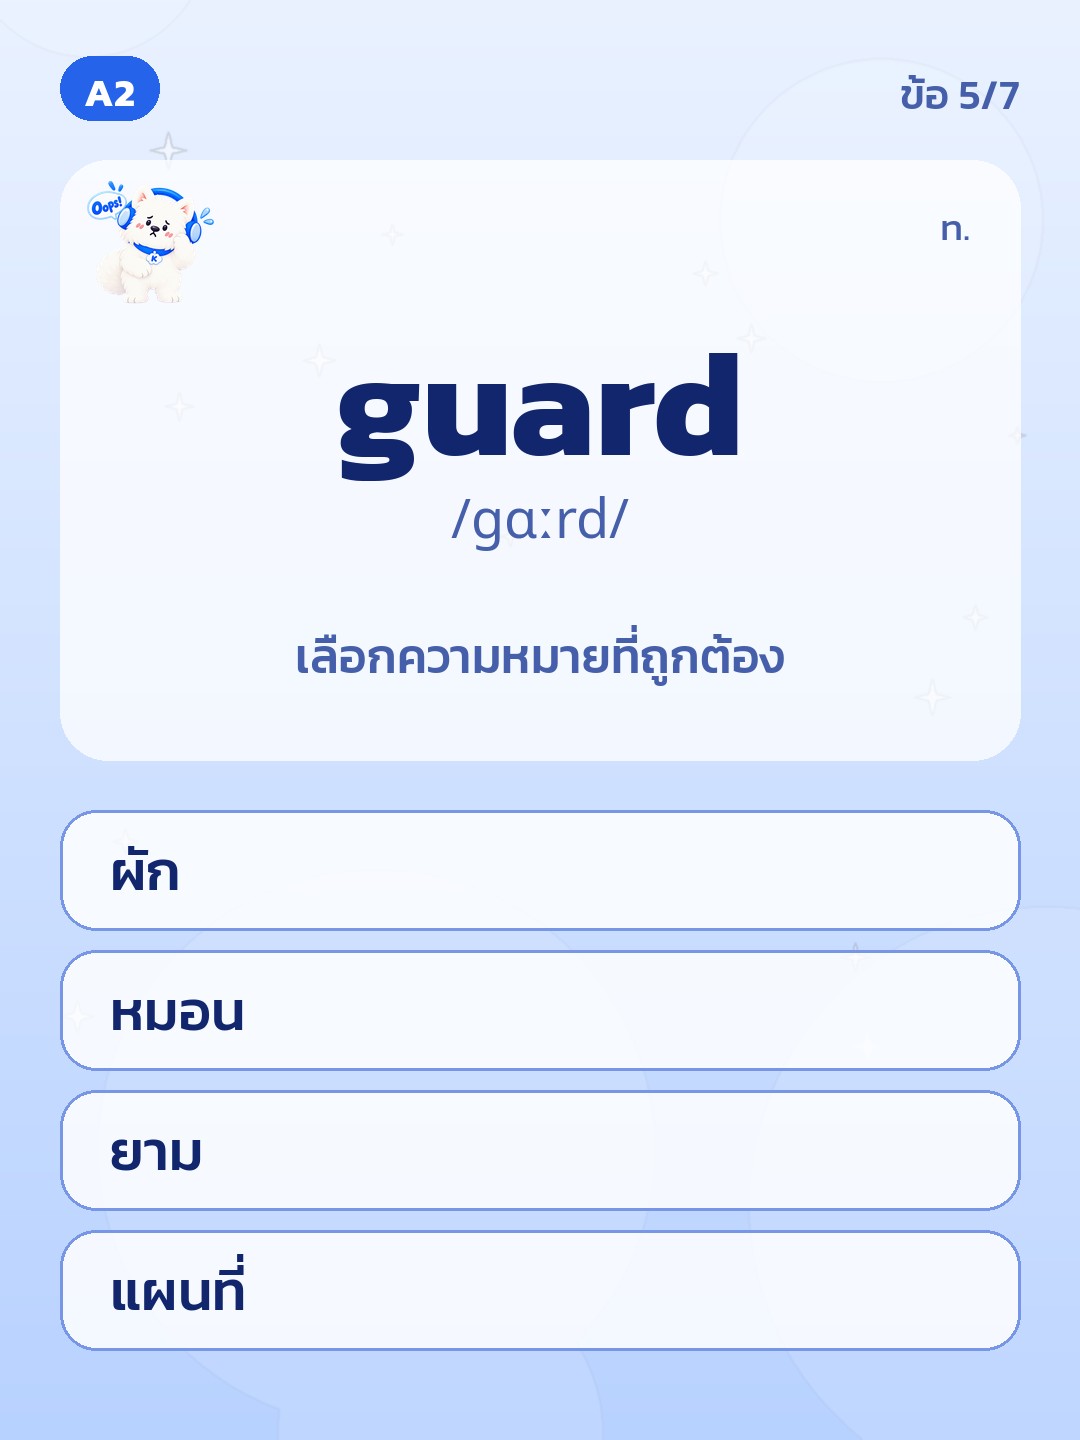 A2
ข้อ 5/7
Oops!
n.
K
guard
/ɡɑːrd/
เลือกความหมายที่ถูกต้อง
ผัก
หมอน
ยาม
แผนที่